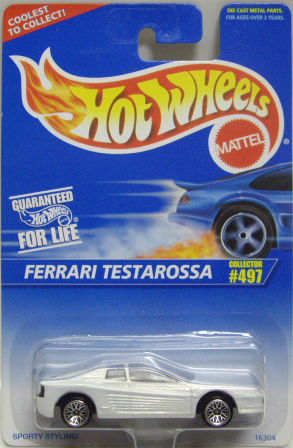 COOLEST
TO COLLECT!
DIE CAST METAL PARTS.
FOR AGES OVER 3 YEARS.
HOT WHEELS
®
MATTEL
GUARANTEED
Hot Wheels
FOR LIFE
FERRARI TESTAROSSA
COLLECTOR
#497
SPORTY STYLING!
16304